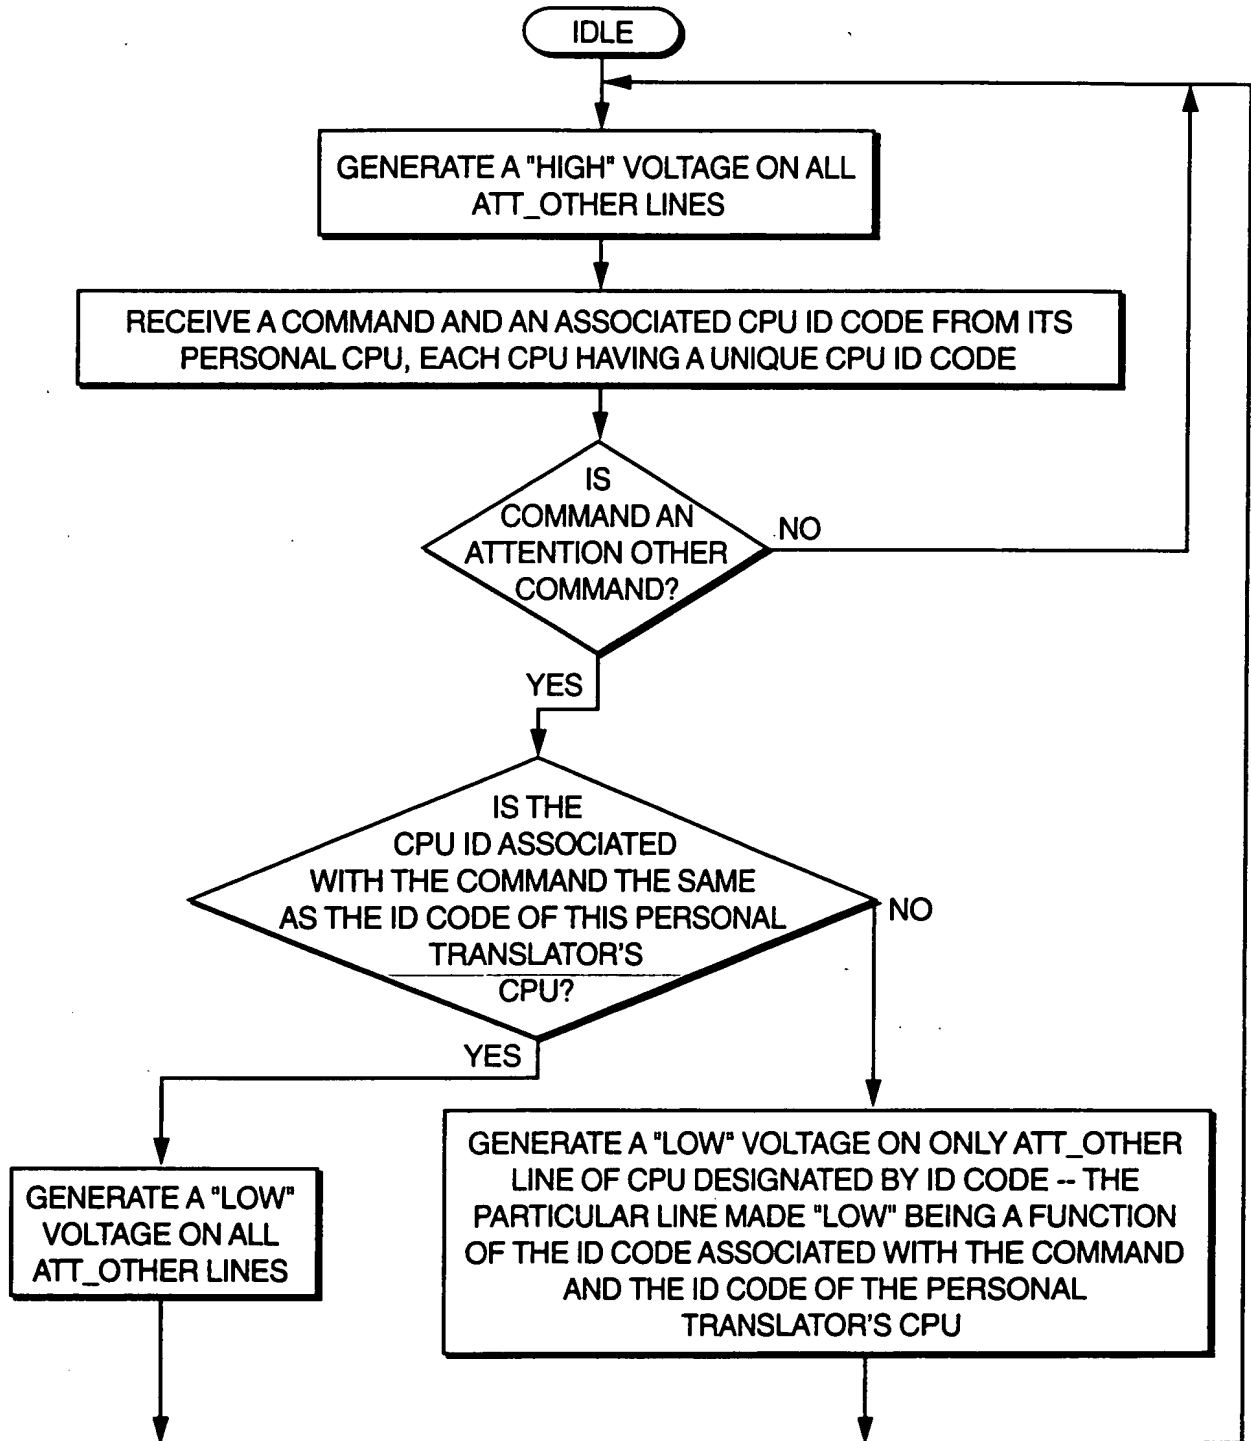 IDLE
GENERATE A "HIGH" VOLTAGE ON ALL
ATT_OTHER LINES
RECEIVE A COMMAND AND AN ASSOCIATED CPU ID CODE FROM ITS
PERSONAL CPU, EACH CPU HAVING A UNIQUE CPU ID CODE
IS
COMMAND AN
ATTENTION OTHER
COMMAND?
NO
YES
IS THE
CPU ID ASSOCIATED
WITH THE COMMAND THE SAME
AS THE ID CODE OF THIS PERSONAL
TRANSLATOR'S
CPU?
NO
YES
GENERATE A "LOW"
VOLTAGE ON ALL
ATT_OTHER LINES
GENERATE A "LOW" VOLTAGE ON ONLY ATT_OTHER
LINE OF CPU DESIGNATED BY ID CODE -- THE
PARTICULAR LINE MADE "LOW" BEING A FUNCTION
OF THE ID CODE ASSOCIATED WITH THE COMMAND
AND THE ID CODE OF THE PERSONAL
TRANSLATOR'S CPU